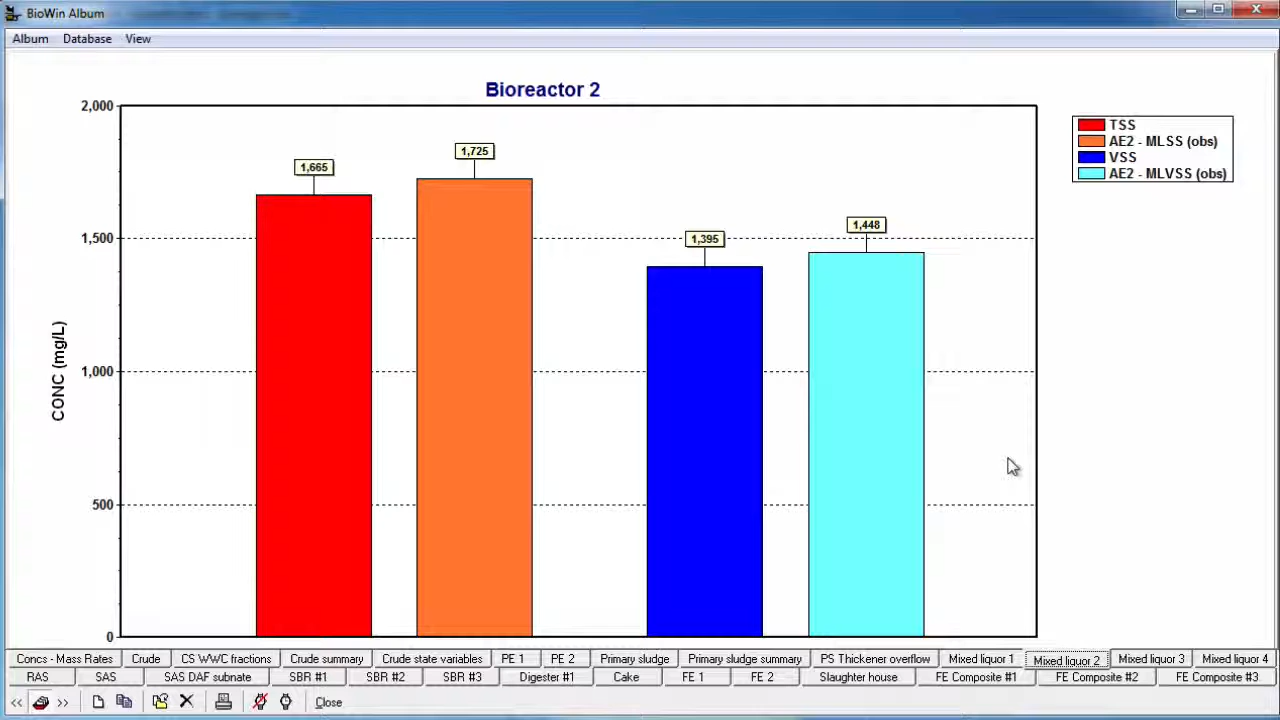 BioWin Album
Album Database View
Bioreactor 2
2,000
1,500
1,000
500
0
CONC (mg/L)
1,665
1,725
1,395
1,448
TSS
AE2 - MLSS (obs)
VSS
AE2 - MLVSS (obs)
Concs - Mass Rates Crude CS WWC fractions Crude summary Crude state variables PE 1 PE 2 Primary sludge Primary sludge summary PS Thickener overflow Mixed liquor 1 Mixed liquor 2 Mixed liquor 3 Mixed liquor 4
RAS SAS SAS DAF subnate SBR #1 SBR #2 SBR #3 Digester #1 Cake FE 1 FE 2 Slaughter house FE Composite #1 FE Composite #2 FE Composite #3
<< >> Close